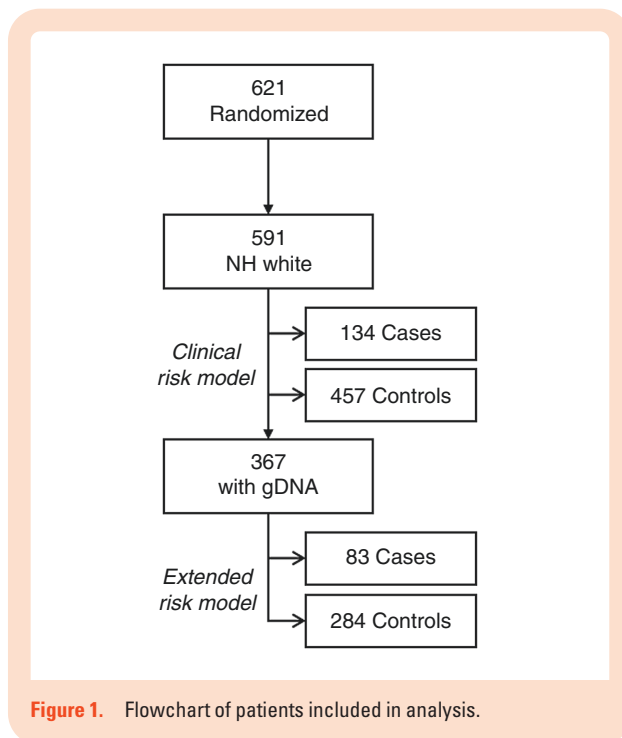 621
Randomized
591
NH white
134 Cases
Clinical
risk model
457 Controls
367
with gDNA
83 Cases
Extended
risk model
284 Controls
Figure 1. Flowchart of patients included in analysis.